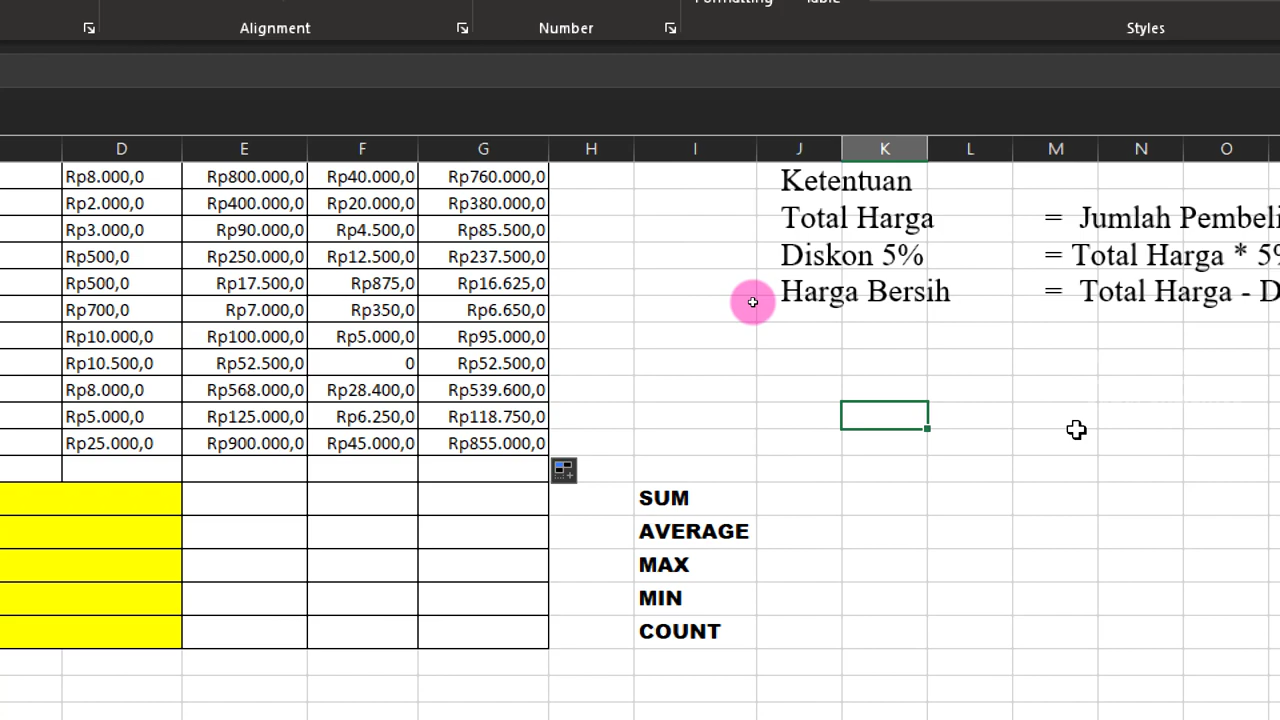 Alignment Number Styles
D E F G H I J K L M N O
Rp8.000,0 Rp800.000,0 Rp40.000,0 Rp760.000,0
Rp2.000,0 Rp400.000,0 Rp20.000,0 Rp380.000,0
Rp3.000,0 Rp90.000,0 Rp4.500,0 Rp85.500,0
Rp500,0 Rp250.000,0 Rp12.500,0 Rp237.500,0
Rp500,0 Rp17.500,0 Rp875,0 Rp16.625,0
Rp700,0 Rp7.000,0 Rp350,0 Rp6.650,0
Rp10.000,0 Rp100.000,0 Rp5.000,0 Rp95.000,0
Rp10.500,0 Rp52.500,0 0 Rp52.500,0
Rp8.000,0 Rp568.000,0 Rp28.400,0 Rp539.600,0
Rp5.000,0 Rp125.000,0 Rp6.250,0 Rp118.750,0
Rp25.000,0 Rp900.000,0 Rp45.000,0 Rp855.000,0
Ketentuan
Total Harga = Jumlah Pembeli
Diskon 5% = Total Harga * 5%
Harga Bersih = Total Harga - D
SUM
AVERAGE
MAX
MIN
COUNT